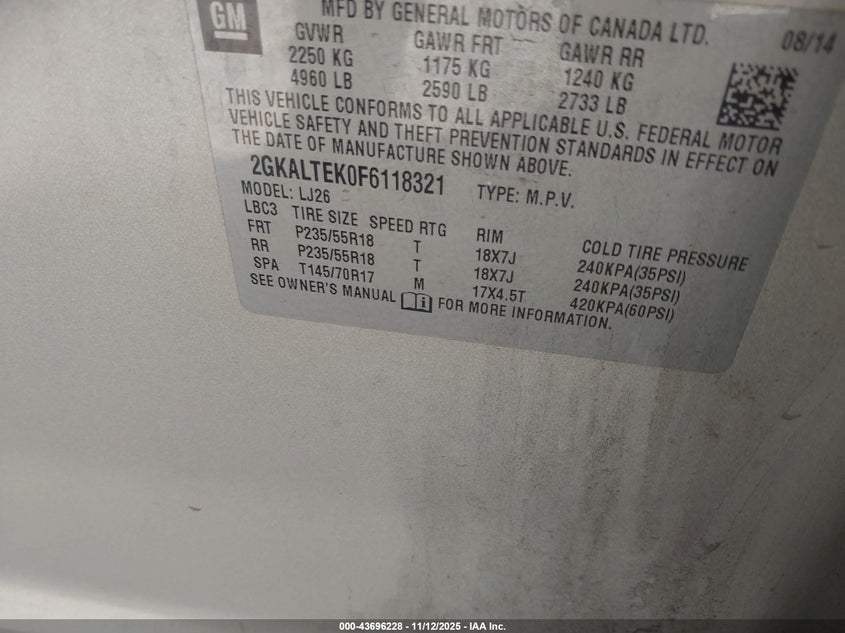 GM
MFD BY GENERAL MOTORS OF CANADA LTD.
08/14
GVWR GAWR FRT GAWR RR
2250 KG 1175 KG 1240 KG
4960 LB 2590 LB 2733 LB
THIS VEHICLE CONFORMS TO ALL APPLICABLE U.S. FEDERAL MOTOR
VEHICLE SAFETY AND THEFT PREVENTION STANDARDS IN EFFECT ON
THE DATE OF MANUFACTURE SHOWN ABOVE.
2GKALTEK0F6118321 TYPE: M.P.V.
MODEL: LJ26
LBC3 TIRE SIZE SPEED RTG RIM COLD TIRE PRESSURE
FRT P235/55R18 T 18X7J 240KPA(35PSI)
RR P235/55R18 T 18X7J 240KPA(35PSI)
SPA T145/70R17 M 17X4.5T 420KPA(60PSI)
SEE OWNER'S MANUAL FOR MORE INFORMATION.
000-43696228 - 11/12/2025 - IAA Inc.